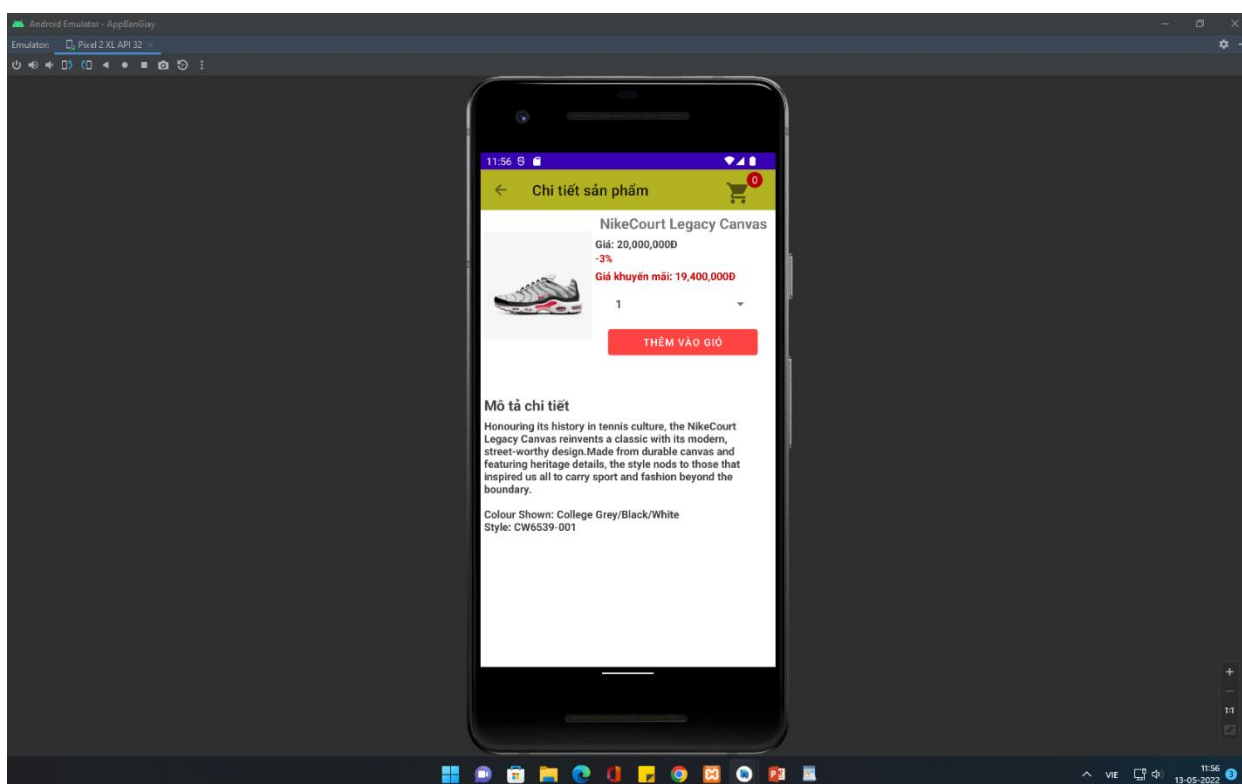 Android Emulator - AppBanGiay
Emulator: Pixel 2 XL API 32
11:56
Chi tiết sản phẩm
0
NikeCourt Legacy Canvas
Giá: 20,000,000Đ
-3%
Giá khuyến mãi: 19,400,000Đ
1
THÊM VÀO GIỎ
Mô tả chi tiết
Honouring its history in tennis culture, the NikeCourt
Legacy Canvas reinvents a classic with its modern,
street-worthy design.Made from durable canvas and
featuring heritage details, the style nods to those that
inspired us all to carry sport and fashion beyond the
boundary.
Colour Shown: College Grey/Black/White
Style: CW6539-001
1:1
VIE
11:56
13-05-2022
3